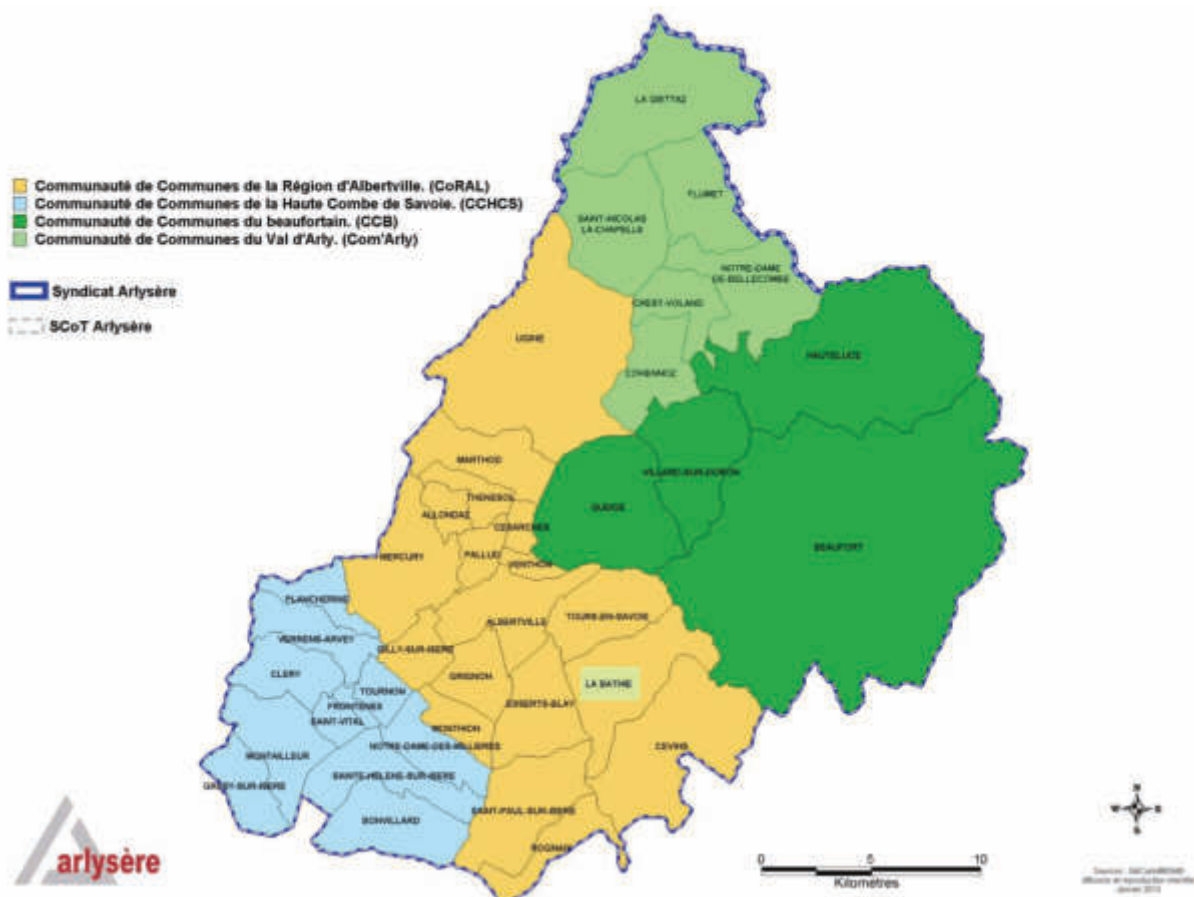 Communauté de Communes de la Région d'Albertville. (CoRAL)
Communauté de Communes de la Haute Combe de Savoie. (CCHCS)
Communauté de Communes du beaufortain. (CCB)
Communauté de Communes du Val d'Arly. (Com'Arly)
Syndicat Arlysère
SCoT Arlysère
LA GIETTAZ
FLUMET
SAINT-NICOLAS
LA-CHAPELLE
NOTRE-DAME
DE-BELLECOMBE
CREST-VOLAND
UGINE
HAUTELUCE
COHENNOZ
MARTHOD
VILLARD-SUR-DORON
THENESOL
QUEIGE
ALLONDAZ
CESARCHES
BEAUFORT
MERCURY
PALLUD
VENTHON
PLANCHERINE
ALBERTVILLE
TOURS-EN-SAVOIE
VERRENS-ARVEY
GILLY-SUR-ISERE
CLERY
GRIGNON
LA BATHIE
TOURNON
FRONTENEX
ESSERTS-BLAY
SAINT-VITAL
MONTHION
NOTRE-DAME-DES-MILLIERES
CEVINS
MONTAILLEUR
SAINTE-HELENE-SUR-ISERE
GRESY-SUR-ISERE
SAINT-PAUL-SUR-ISERE
BONVILLARD
ROGNAIX
N
W E
S
arlysère
0 5 10
Kilomètres
Janvier 2013